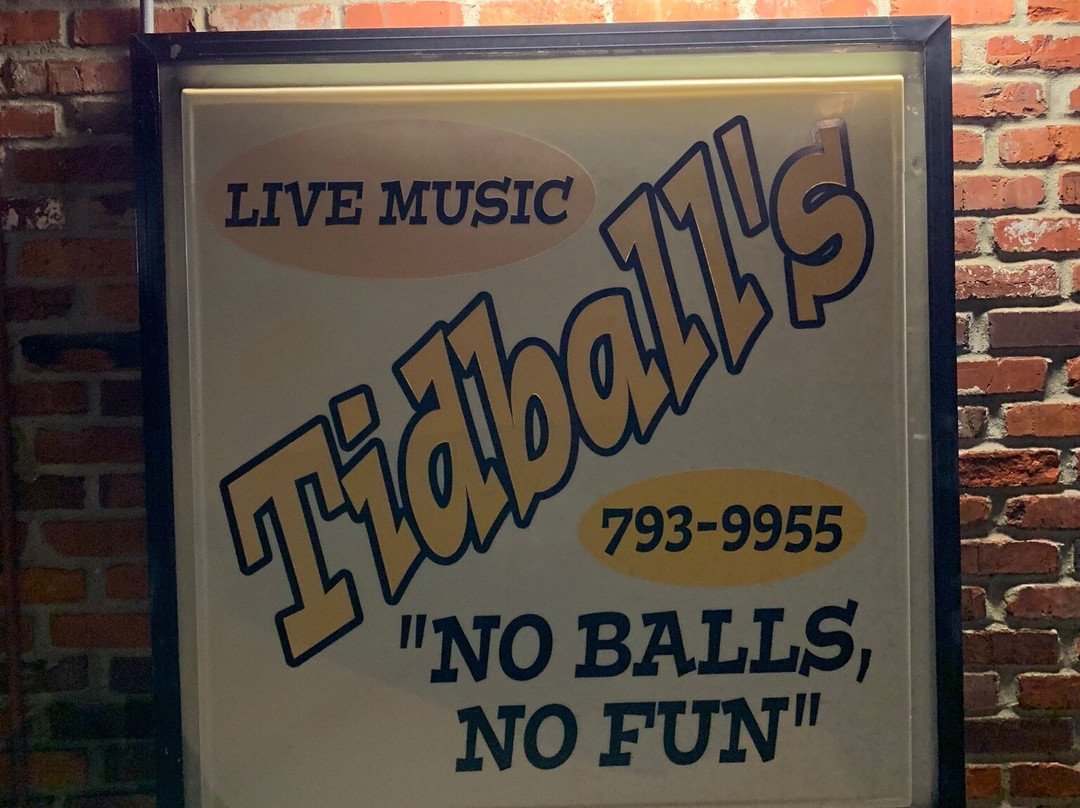 LIVE MUSIC
Tidball's
793-9955
"NO BALLS,
NO FUN"